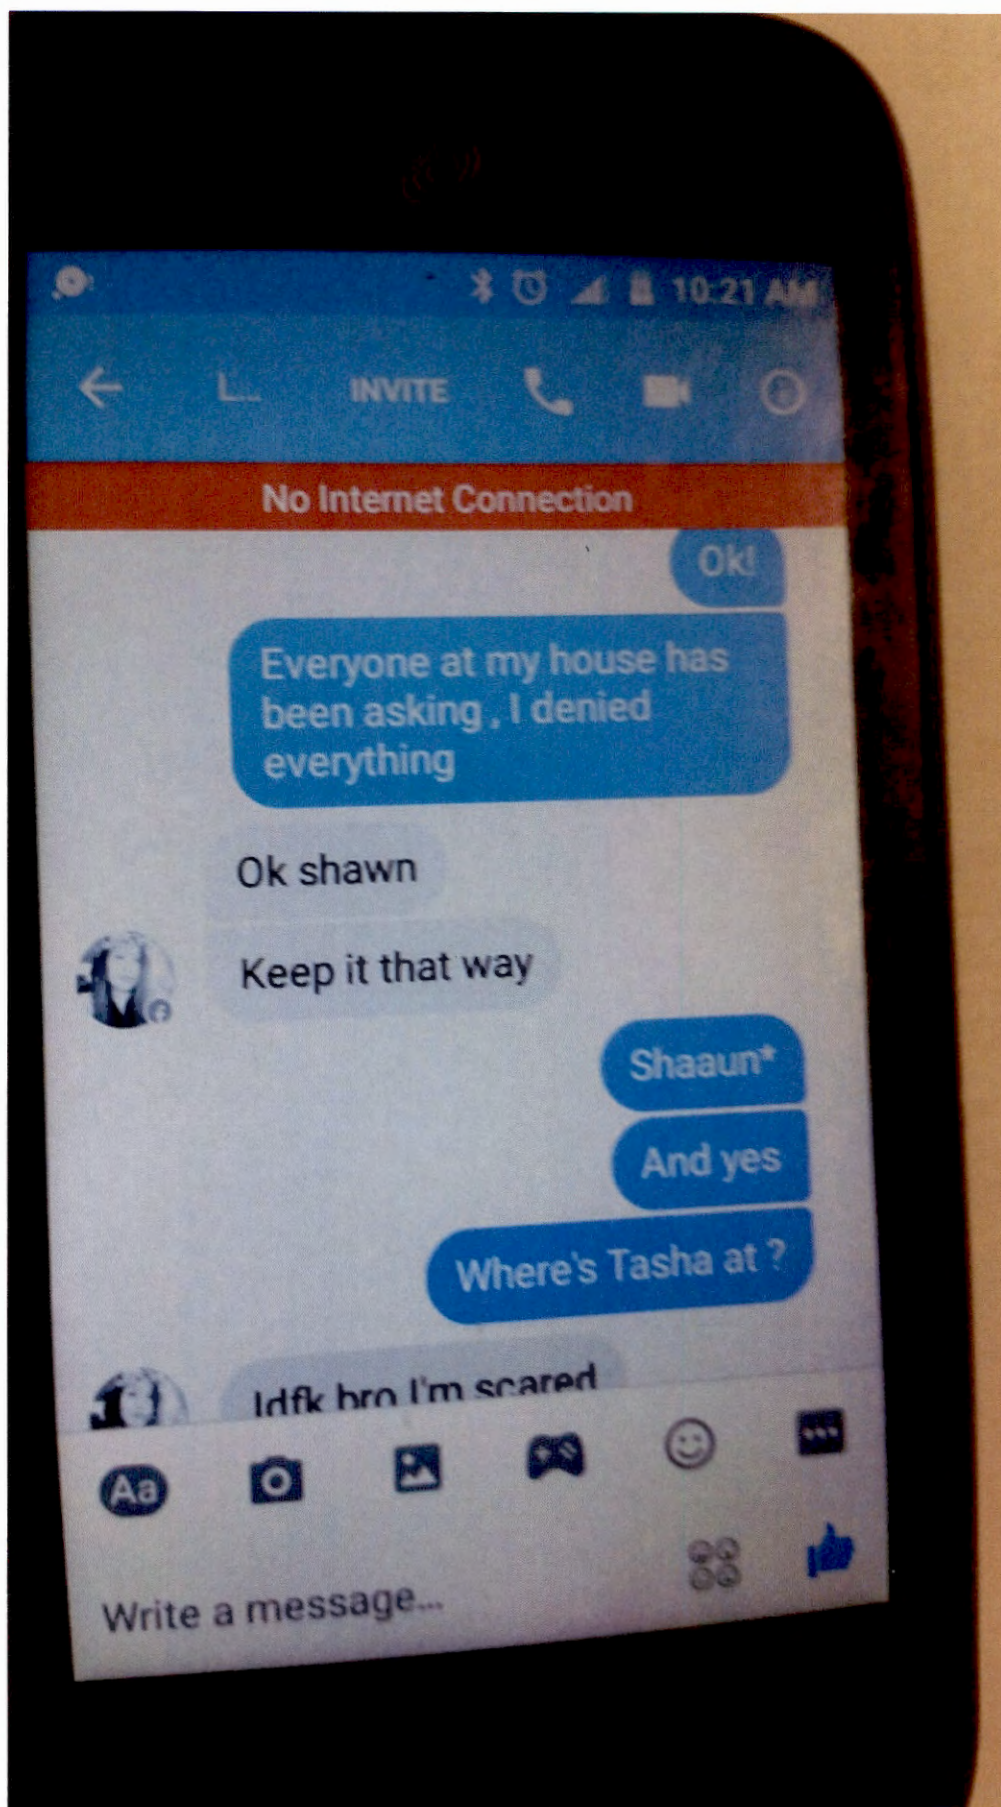 10:21 AM
L... INVITE
No Internet Connection
Ok!
Everyone at my house has
been asking , I denied
everything
Ok shawn
Keep it that way
Shaaun*
And yes
Where's Tasha at ?
Idfk bro I'm scared
Aa
Write a message...